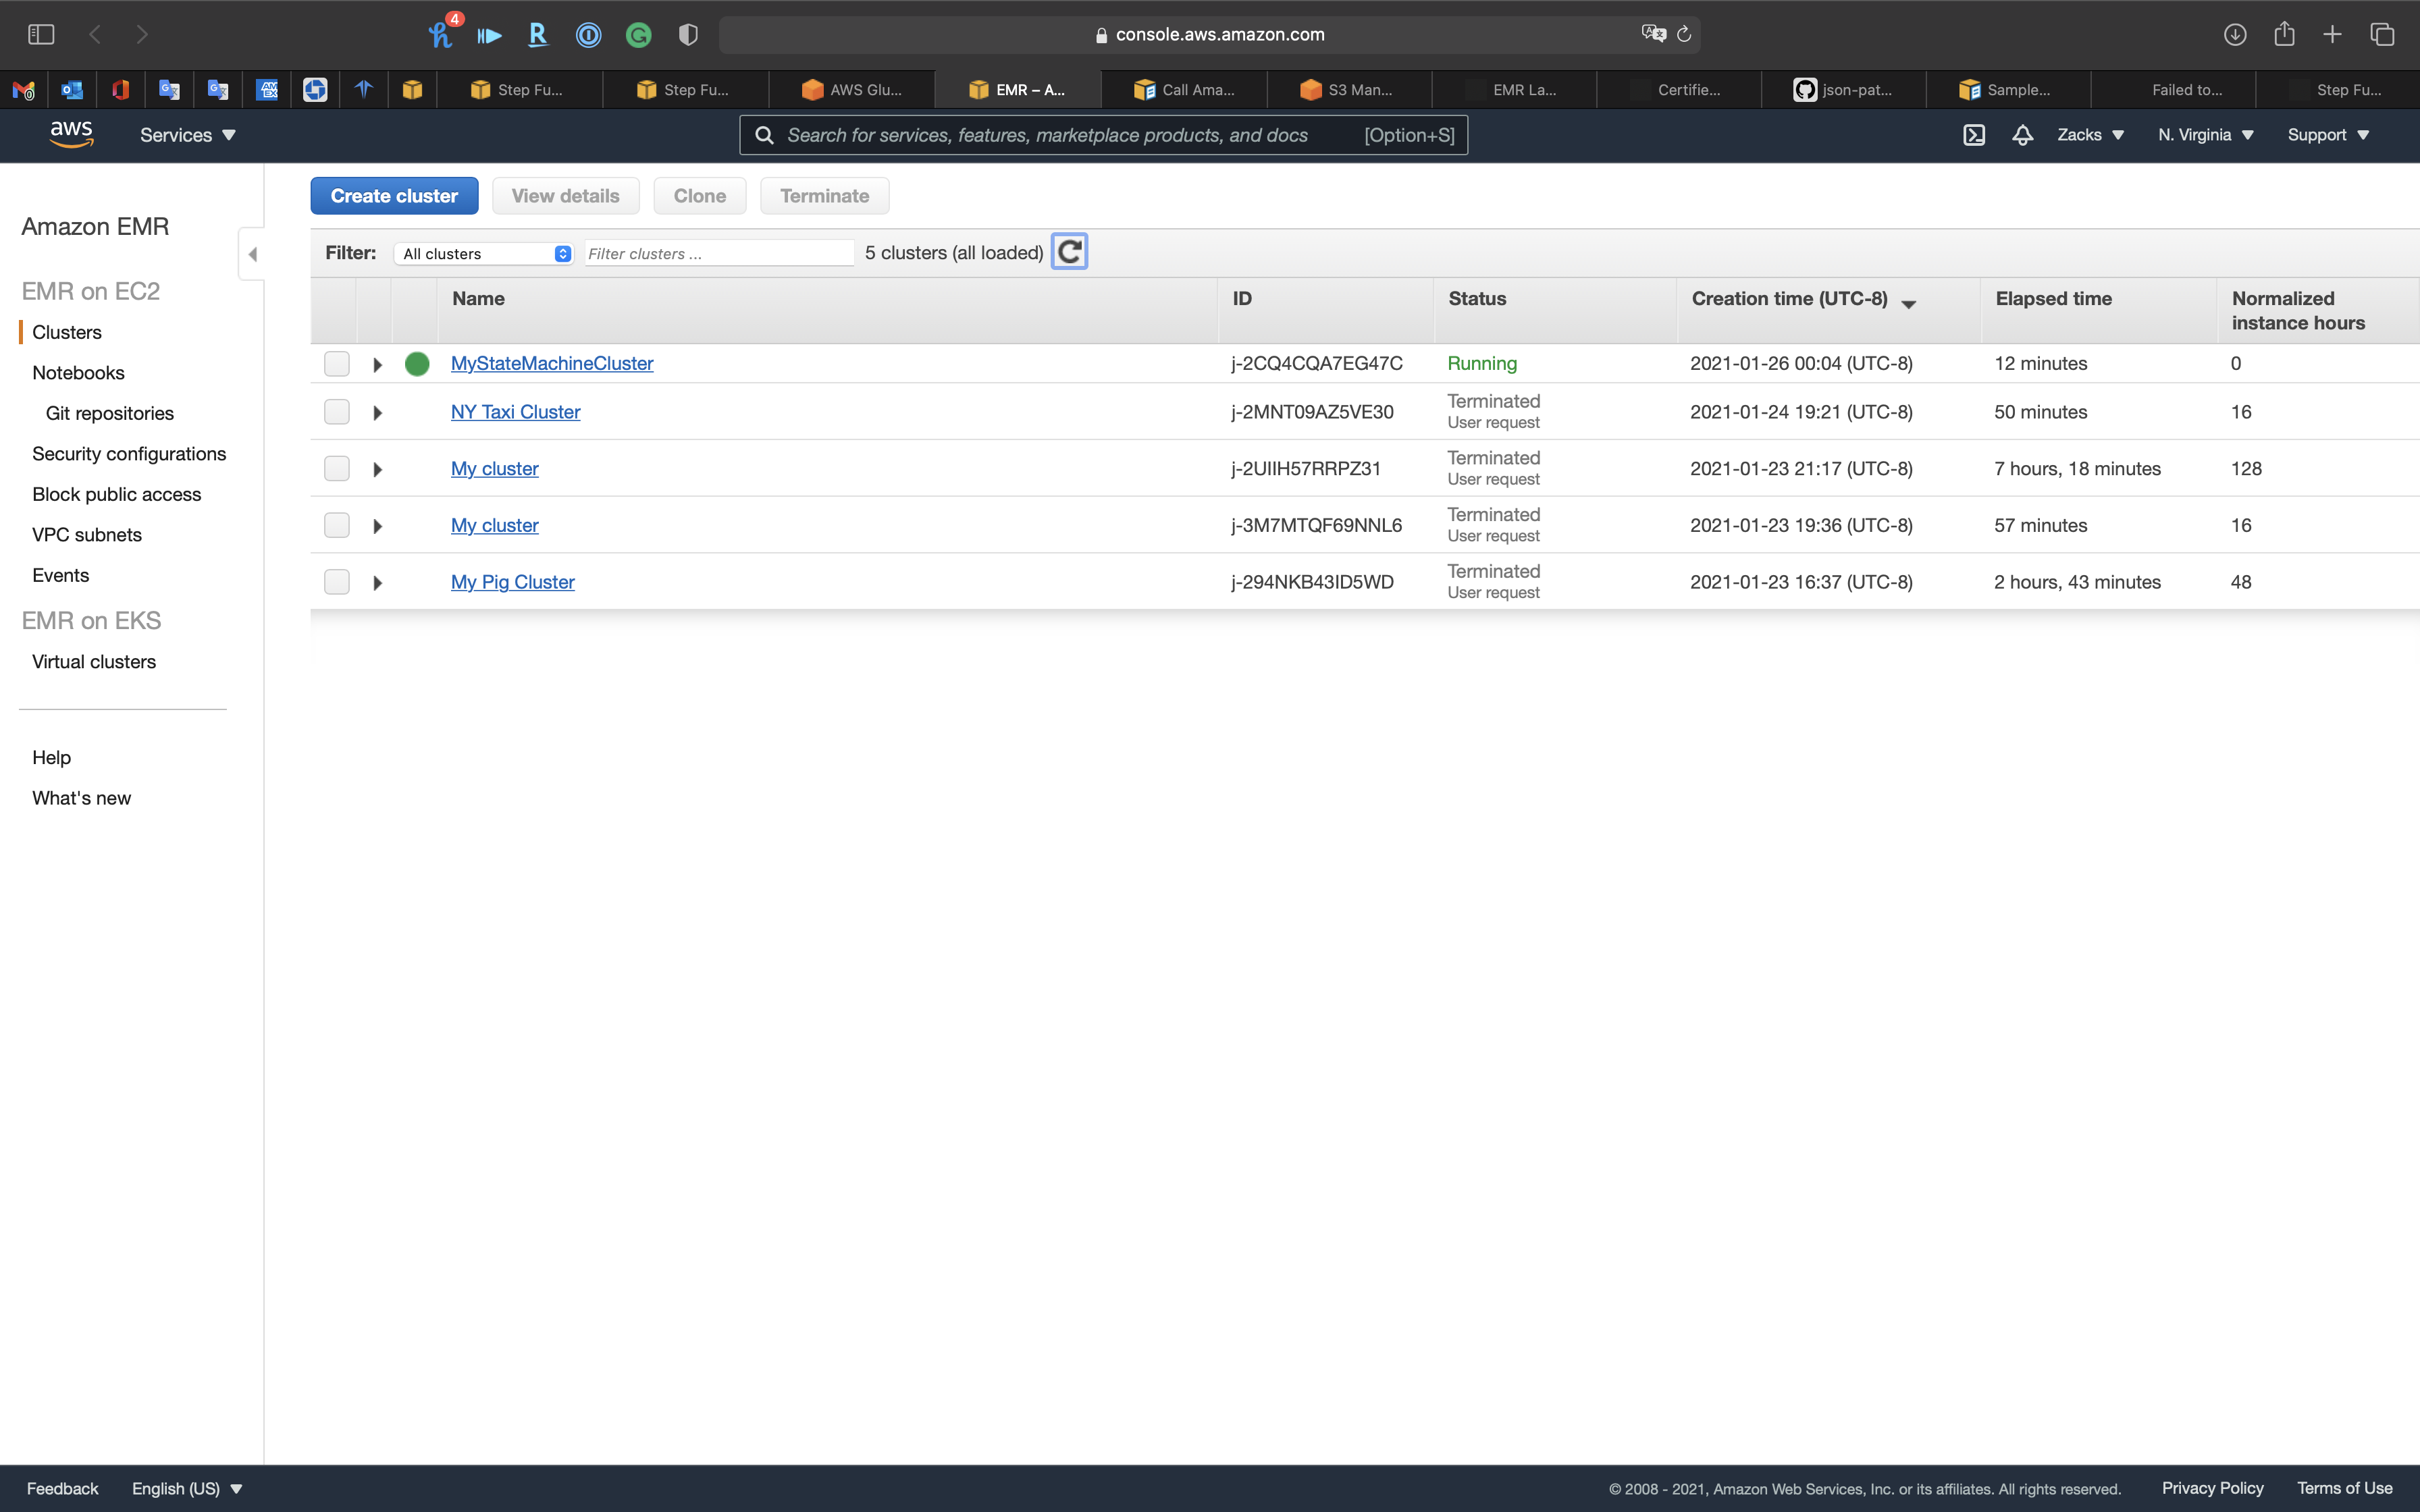 4
console.aws.amazon.com
Step Fu...
Step Fu...
AWS Glu...
EMR – A...
Call Ama...
S3 Man...
EMR La...
Certifie...
json-pat...
Sample...
Failed to...
Step Fu...
aws
Services
Search for services, features, marketplace products, and docs
[Option+S]
Zacks
N. Virginia
Support
Amazon EMR
EMR on EC2
Clusters
Notebooks
Git repositories
Security configurations
Block public access
VPC subnets
Events
EMR on EKS
Virtual clusters
Help
What's new
Create cluster
View details
Clone
Terminate
Filter:
All clusters
Filter clusters ...
5 clusters (all loaded)
Name
ID
Status
Creation time (UTC-8)
Elapsed time
Normalized
instance hours
MyStateMachineCluster
j-2CQ4CQA7EG47C
Running
2021-01-26 00:04 (UTC-8)
12 minutes
0
NY Taxi Cluster
j-2MNT09AZ5VE30
Terminated
User request
2021-01-24 19:21 (UTC-8)
50 minutes
16
My cluster
j-2UIIH57RRPZ31
Terminated
User request
2021-01-23 21:17 (UTC-8)
7 hours, 18 minutes
128
My cluster
j-3M7MTQF69NNL6
Terminated
User request
2021-01-23 19:36 (UTC-8)
57 minutes
16
My Pig Cluster
j-294NKB43ID5WD
Terminated
User request
2021-01-23 16:37 (UTC-8)
2 hours, 43 minutes
48
Feedback
English (US)
© 2008 - 2021, Amazon Web Services, Inc. or its affiliates. All rights reserved.
Privacy Policy
Terms of Use